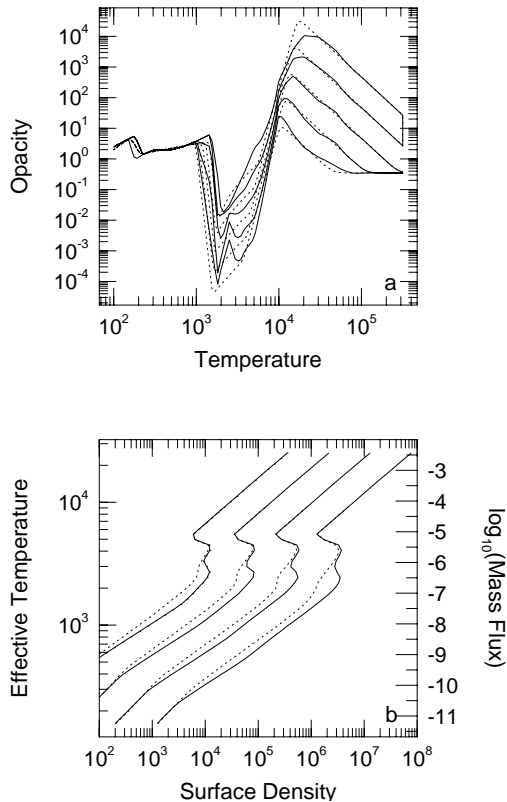 10^4
10^3
10^2
10^1
10^0
10^-1
10^-2
10^-3
10^-4
Opacity
a
10^2 10^3 10^4 10^5
Temperature
10^4
10^3
Effective Temperature
-3
-4
-5
-6
-7
-8
-9
-10
-11
log10(Mass Flux)
b
10^2 10^3 10^4 10^5 10^6 10^7 10^8
Surface Density